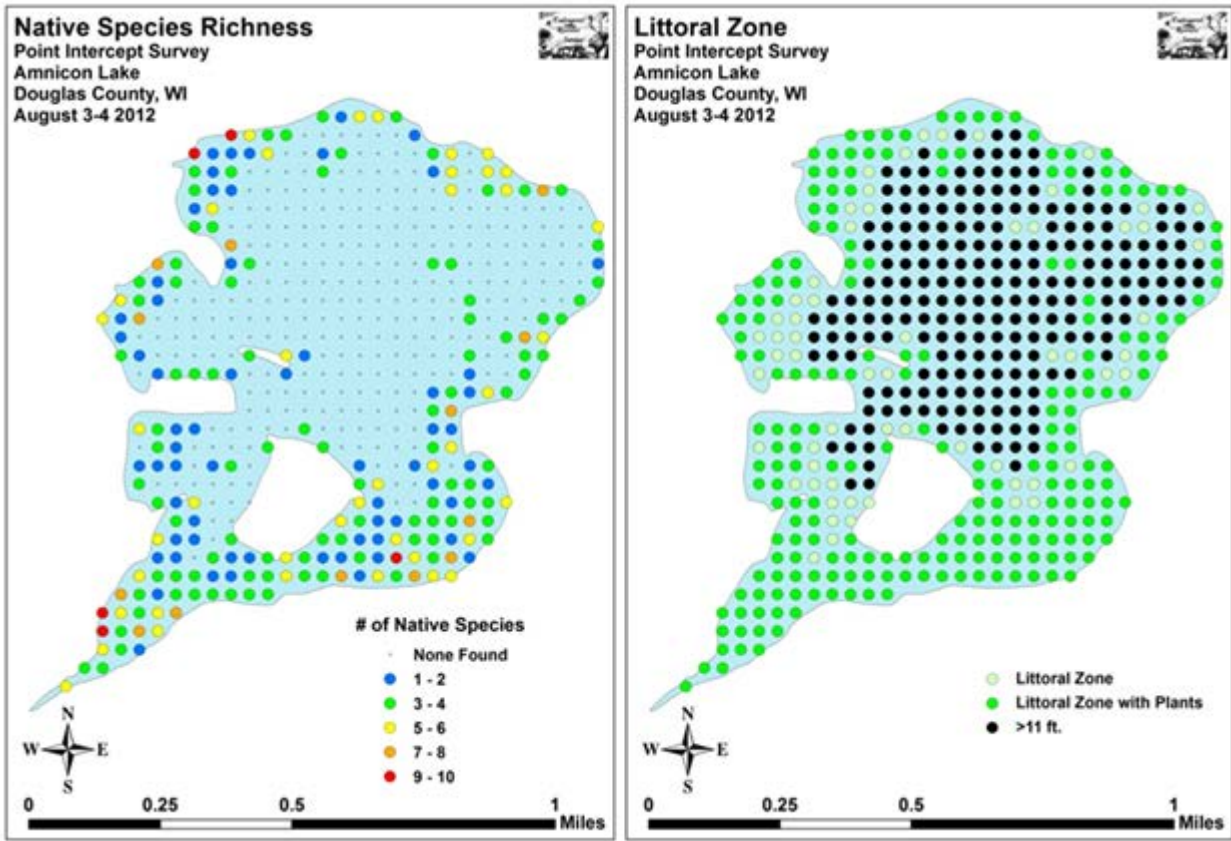 Native Species Richness
Point Intercept Survey
Amnicon Lake
Douglas County, WI
August 3-4 2012
# of Native Species
None Found
1 - 2
3 - 4
5 - 6
7 - 8
9 - 10
N
W E
S
0 0.25 0.5 1
Miles
Littoral Zone
Point Intercept Survey
Amnicon Lake
Douglas County, WI
August 3-4 2012
Littoral Zone
Littoral Zone with Plants
>11 ft.
N
W E
S
0 0.25 0.5 1
Miles